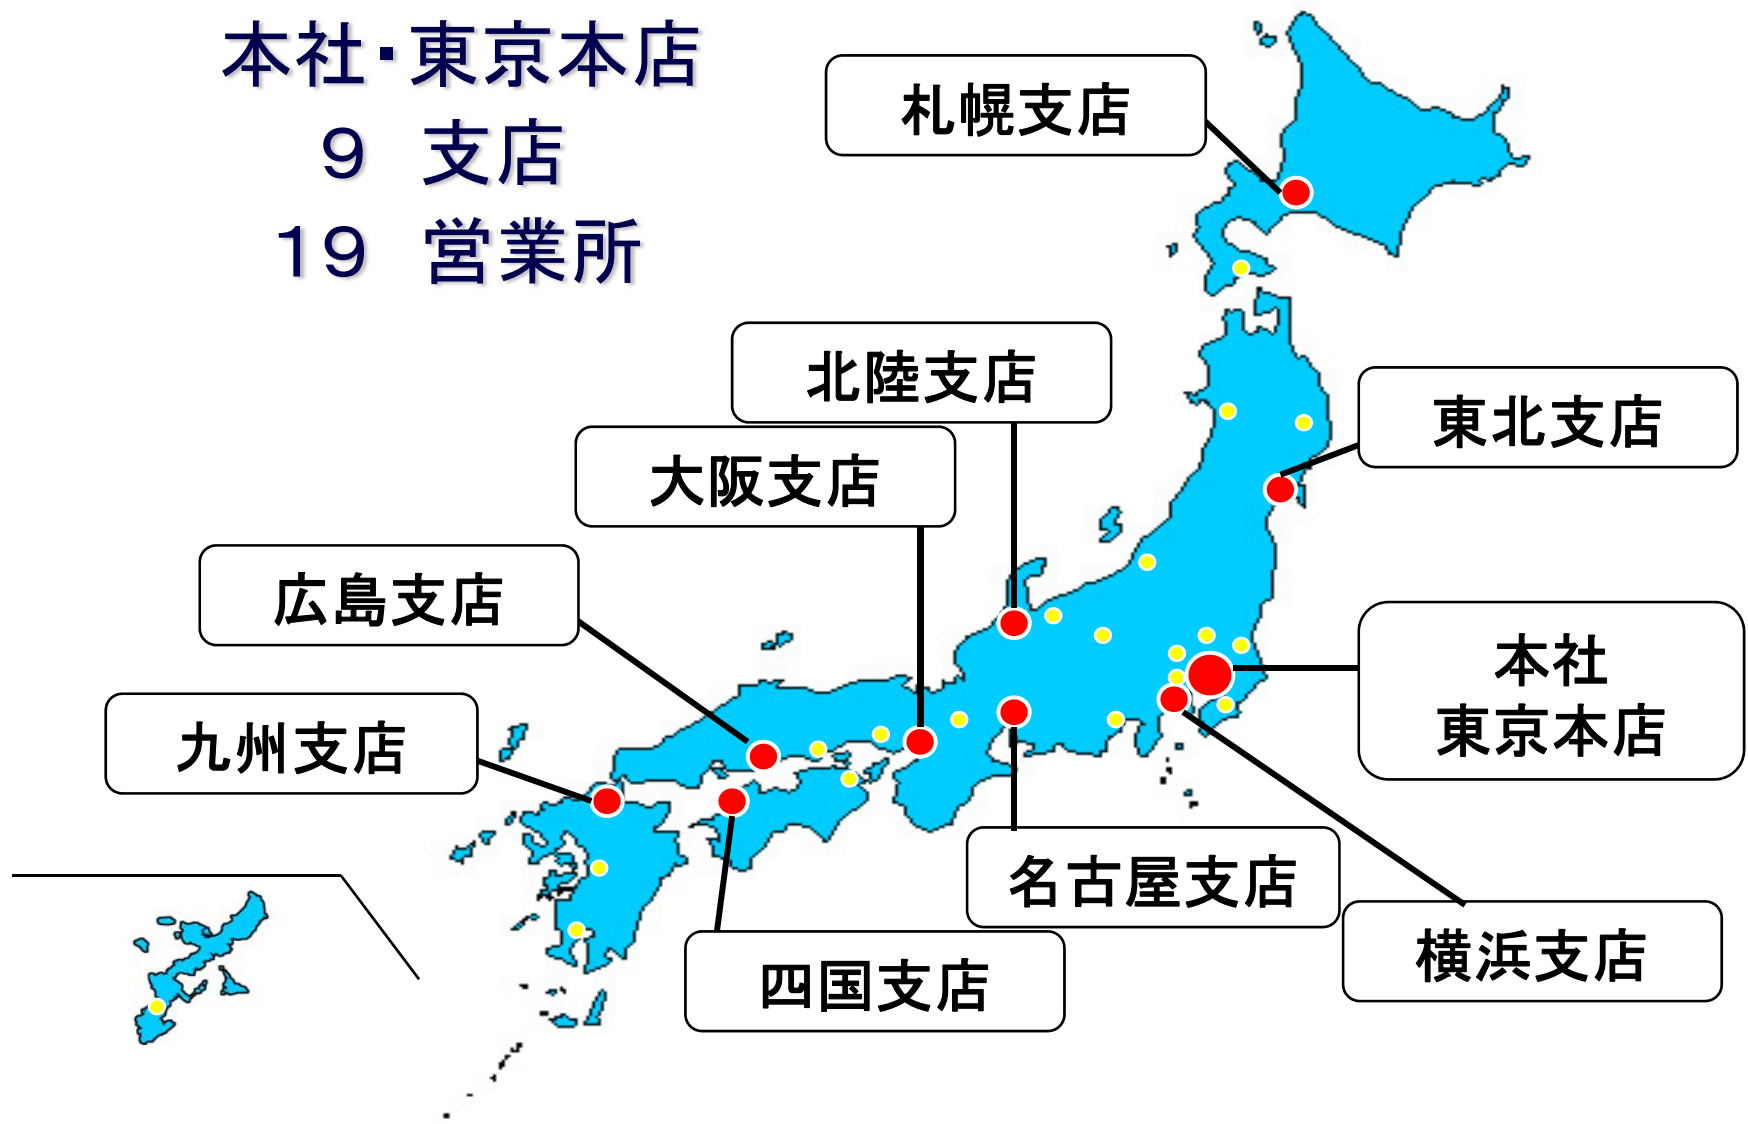 本社・東京本店
９　支店
１９　営業所
札幌支店
北陸支店
東北支店
大阪支店
広島支店
本社
東京本店
九州支店
名古屋支店
横浜支店
四国支店